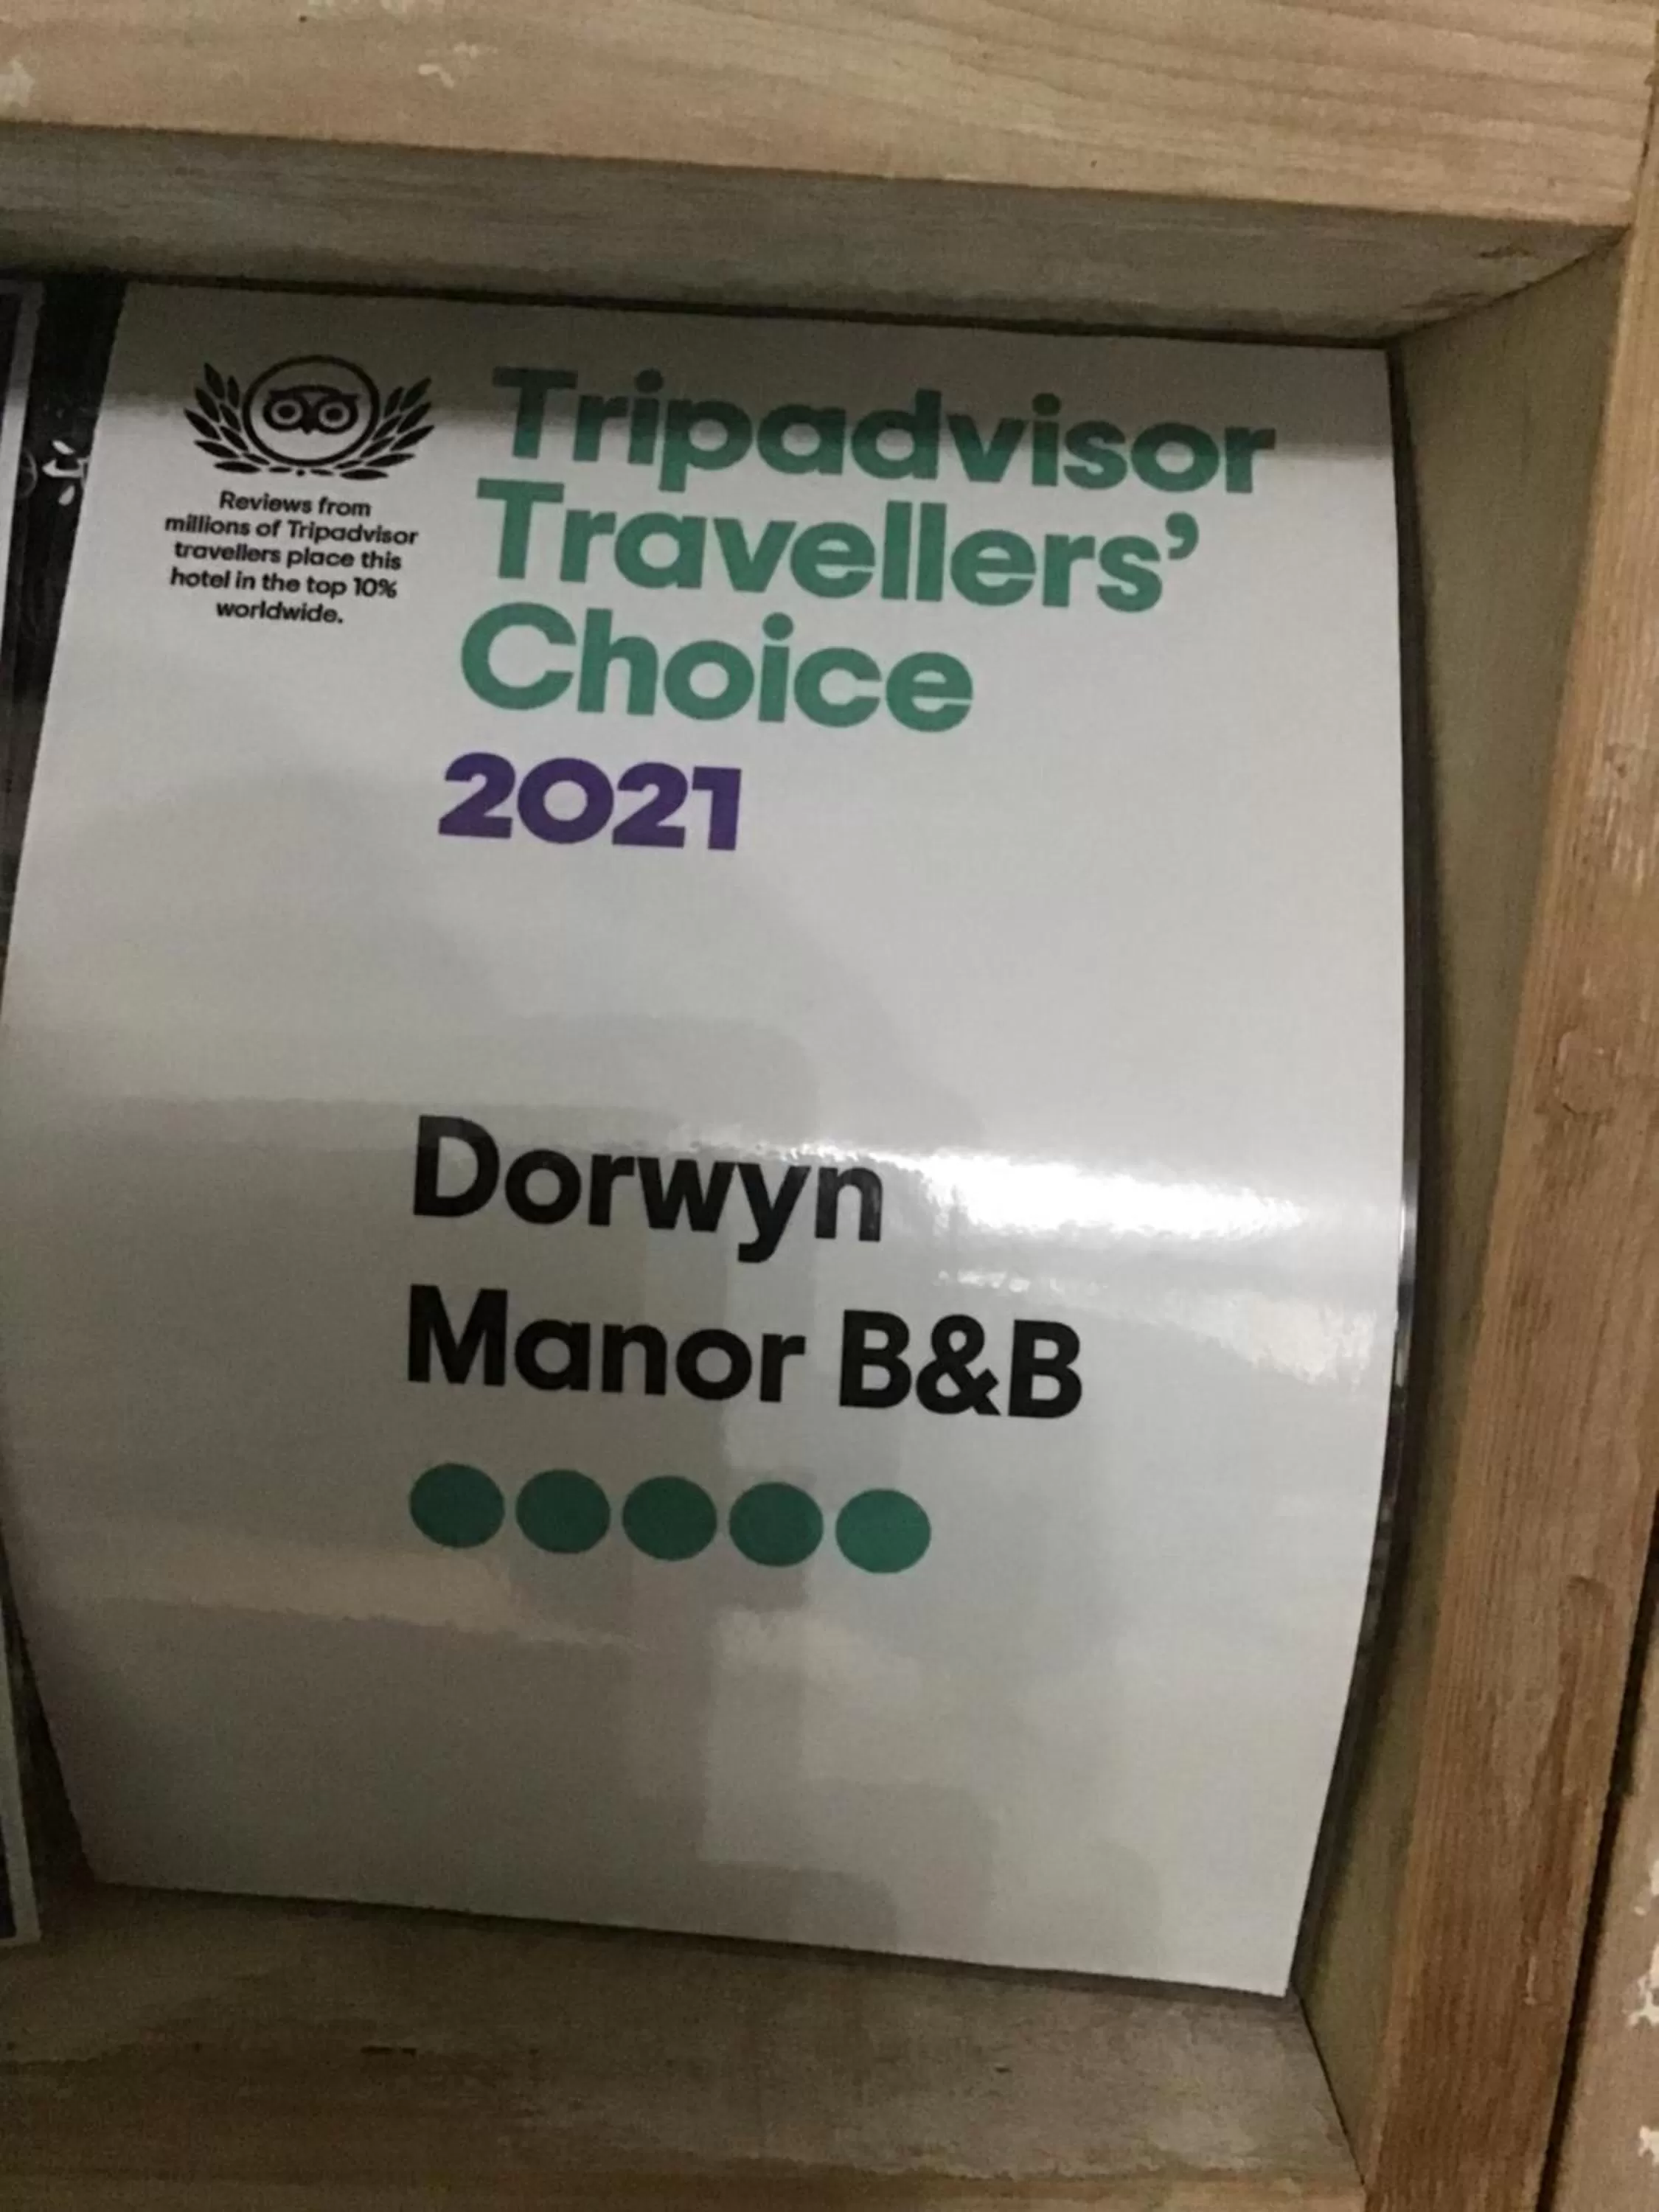 Reviews from
millions of Tripadvisor
travellers place this
hotel in the top 10%
worldwide.
Tripadvisor
Travellers’
Choice
2021
Dorwyn
Manor B&B